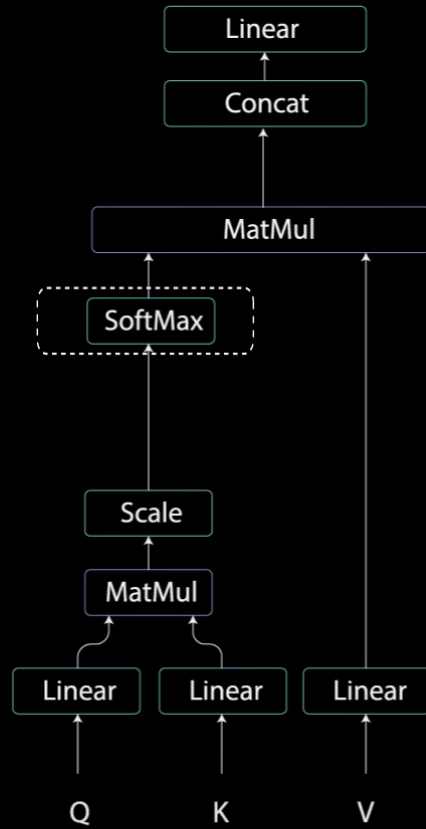 Linear
Concat
MatMul
SoftMax
Scale
MatMul
Linear Linear Linear
Q K V